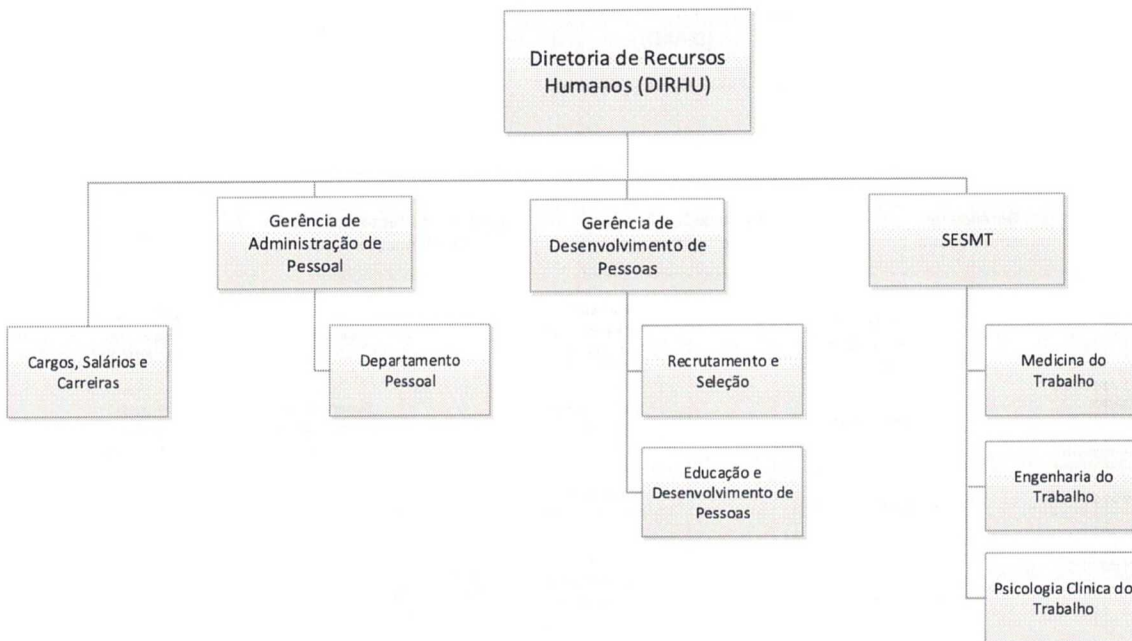 Diretoria de Recursos
Humanos (DIRHU)
Gerência de
Administração de
Pessoal
Gerência de
Desenvolvimento de
Pessoas
SESMT
Cargos, Salários e
Carreiras
Departamento
Pessoal
Recrutamento e
Seleção
Medicina do
Trabalho
Educação e
Desenvolvimento de
Pessoas
Engenharia do
Trabalho
Psicologia Clínica do
Trabalho